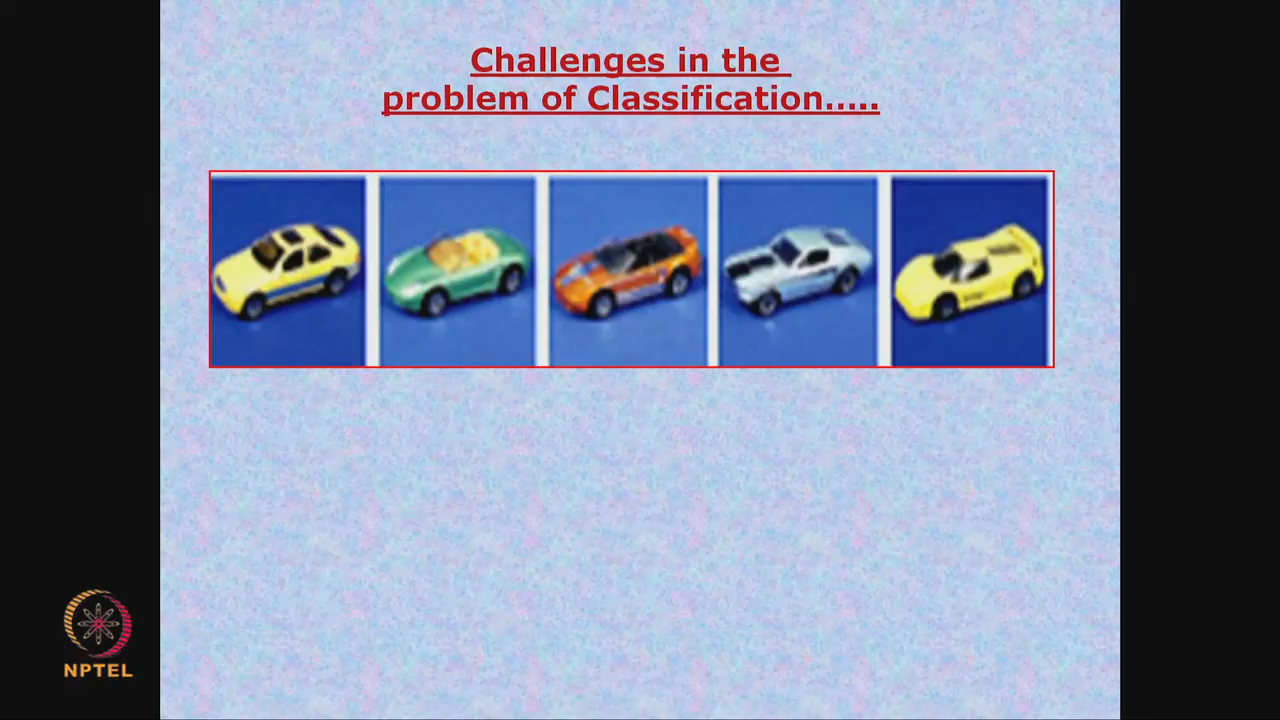 Challenges in the
problem of Classification.....
NPTEL